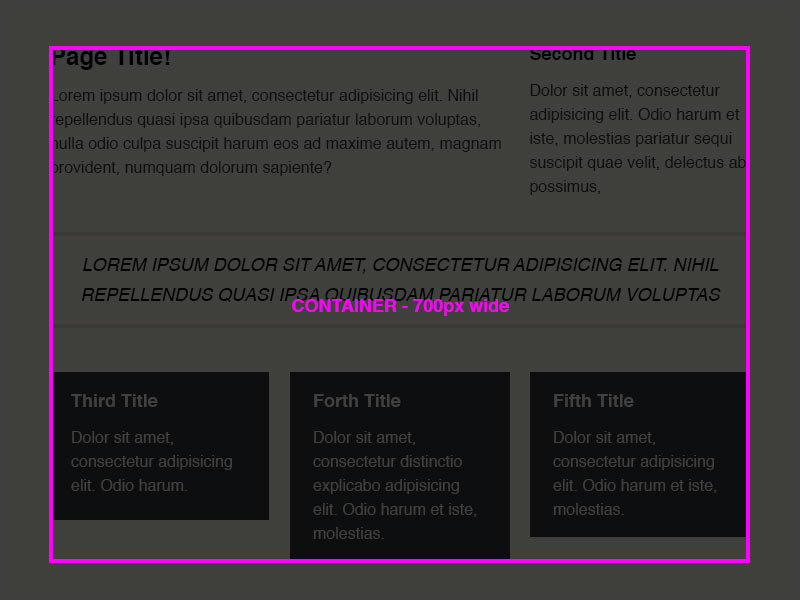 Page Title!
Lorem ipsum dolor sit amet, consectetur adipisicing elit. Nihil
repellendus quasi ipsa quibusdam pariatur laborum voluptas,
nulla odio culpa suscipit harum eos ad maxime autem, magnam
provident, numquam dolorum sapiente?
Second Title
Dolor sit amet, consectetur
adipisicing elit. Odio harum et
iste, molestias pariatur sequi
suscipit quae velit, delectus ab
possimus,
LOREM IPSUM DOLOR SIT AMET, CONSECTETUR ADIPISICING ELIT. NIHIL
REPELLENDUS QUASI IPSA QUIBUSDAM PARIATUR LABORUM VOLUPTAS
CONTAINER - 700px wide
Third Title
Dolor sit amet,
consectetur adipisicing
elit. Odio harum.
Forth Title
Dolor sit amet,
consectetur distinctio
explicabo adipisicing
elit. Odio harum et iste,
molestias.
Fifth Title
Dolor sit amet,
consectetur adipisicing
elit. Odio harum et iste,
molestias.